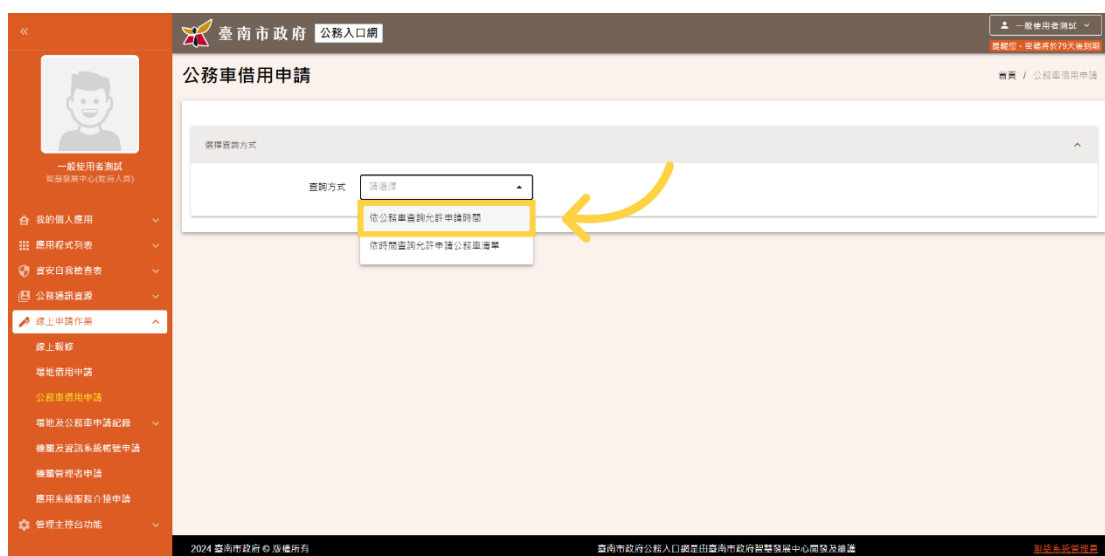 «
臺南市政府 公務入口網
一般使用者測試
提醒您，密碼將於79天後到期
公務車借用申請
首頁 / 公務車借用申請
選擇查詢方式
查詢方式 請選擇
依公務車查詢允許申請時間
依時間查詢允許申請公務車清單
一般使用者測試
智慧發展中心(駐府人員)
我的個人應用
應用程式列表
資安自我檢查表
公務通訊資源
線上申請作業
線上報修
場地借用申請
公務車借用申請
場地及公務車申請紀錄
機關及資訊系統帳號申請
機關管理者申請
應用系統服務介接申請
管理主控台功能
2024 臺南市政府 © 版權所有
臺南市政府公務入口網是由臺南市政府智慧發展中心開發及維護
聯絡系統管理員